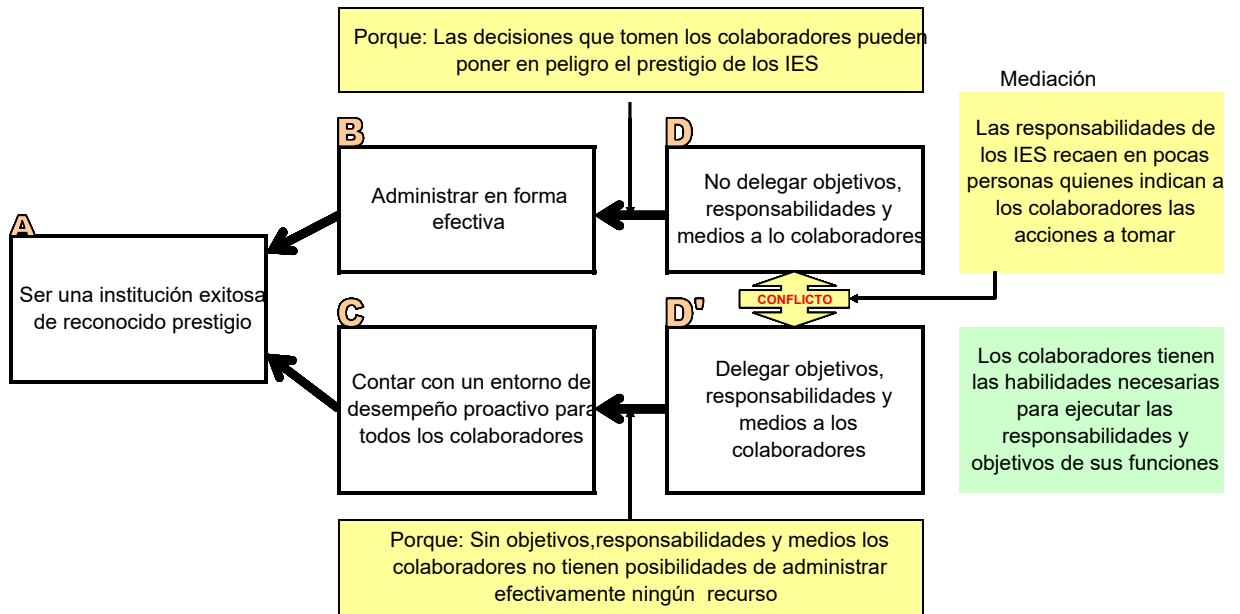 Porque: Las decisiones que tomen los colaboradores pueden
poner en peligro el prestigio de los IES
Mediación
Las responsabilidades de
los IES recaen en pocas
personas quienes indican a
los colaboradores las
acciones a tomar
B
Administrar en forma
efectiva
D
No delegar objetivos,
responsabilidades y
medios a lo colaboradores
A
Ser una institución exitosa
de reconocido prestigio
CONFLICTO
C
Contar con un entorno de
desempeño proactivo para
todos los colaboradores
D'
Delegar objetivos,
responsabilidades y
medios a los
colaboradores
Los colaboradores tienen
las habilidades necesarias
para ejecutar las
responsabilidades y
objetivos de sus funciones
Porque: Sin objetivos,responsabilidades y medios los
colaboradores no tienen posibilidades de administrar
efectivamente ningún recurso